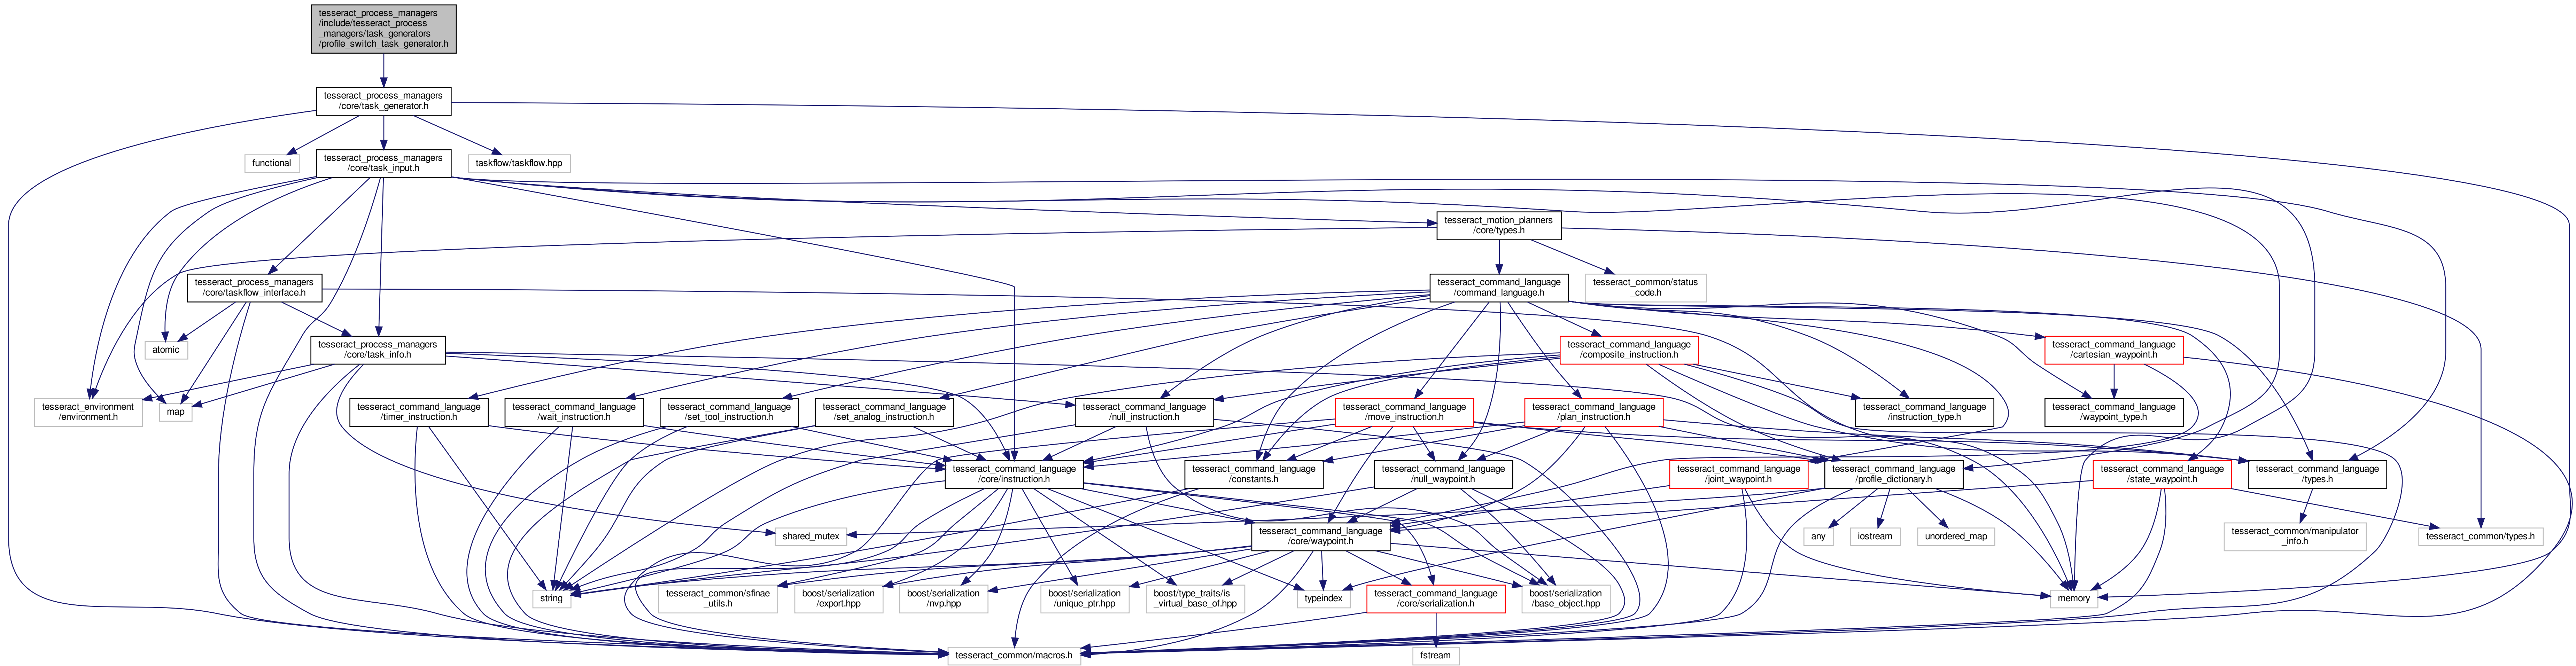 tesseract_process_managers
/include/tesseract_process
_managers/task_generators
/profile_switch_task_generator.h
tesseract_process_managers
/core/task_generator.h
functional
tesseract_process_managers
/core/task_input.h
taskflow/taskflow.hpp
tesseract_motion_planners
/core/types.h
tesseract_process_managers
/core/taskflow_interface.h
tesseract_command_language
/command_language.h
tesseract_common/status
_code.h
atomic
tesseract_process_managers
/core/task_info.h
tesseract_command_language
/composite_instruction.h
tesseract_command_language
/cartesian_waypoint.h
tesseract_environment
/environment.h
map
tesseract_command_language
/timer_instruction.h
tesseract_command_language
/wait_instruction.h
tesseract_command_language
/set_tool_instruction.h
tesseract_command_language
/set_analog_instruction.h
tesseract_command_language
/null_instruction.h
tesseract_command_language
/move_instruction.h
tesseract_command_language
/plan_instruction.h
tesseract_command_language
/instruction_type.h
tesseract_command_language
/waypoint_type.h
tesseract_command_language
/core/instruction.h
tesseract_command_language
/constants.h
tesseract_command_language
/null_waypoint.h
tesseract_command_language
/joint_waypoint.h
tesseract_command_language
/profile_dictionary.h
tesseract_command_language
/state_waypoint.h
tesseract_command_language
/types.h
shared_mutex
tesseract_command_language
/core/waypoint.h
any
iostream
unordered_map
tesseract_common/manipulator
_info.h
tesseract_common/types.h
string
tesseract_common/sfinae
_utils.h
boost/serialization
/export.hpp
boost/serialization
/nvp.hpp
boost/serialization
/unique_ptr.hpp
boost/type_traits/is
_virtual_base_of.hpp
typeindex
tesseract_command_language
/core/serialization.h
boost/serialization
/base_object.hpp
memory
tesseract_common/macros.h
fstream